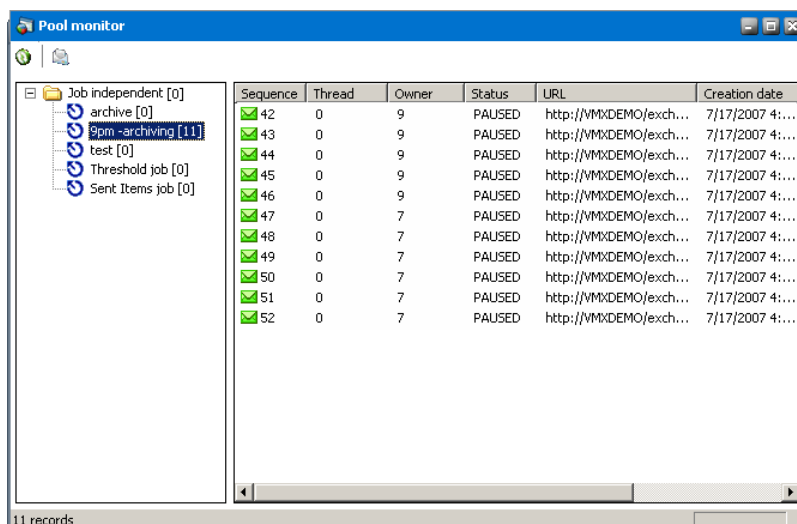 Pool monitor
Job independent [0]
archive [0]
9pm -archiving [11]
test [0]
Threshold job [0]
Sent Items job [0]
Sequence Thread Owner Status URL Creation date
42 0 9 PAUSED http://VMXDEMO/exch... 7/17/2007 4:...
43 0 9 PAUSED http://VMXDEMO/exch... 7/17/2007 4:...
44 0 9 PAUSED http://VMXDEMO/exch... 7/17/2007 4:...
45 0 9 PAUSED http://VMXDEMO/exch... 7/17/2007 4:...
46 0 9 PAUSED http://VMXDEMO/exch... 7/17/2007 4:...
47 0 7 PAUSED http://VMXDEMO/exch... 7/17/2007 4:...
48 0 7 PAUSED http://VMXDEMO/exch... 7/17/2007 4:...
49 0 7 PAUSED http://VMXDEMO/exch... 7/17/2007 4:...
50 0 7 PAUSED http://VMXDEMO/exch... 7/17/2007 4:...
51 0 7 PAUSED http://VMXDEMO/exch... 7/17/2007 4:...
52 0 7 PAUSED http://VMXDEMO/exch... 7/17/2007 4:...
11 records